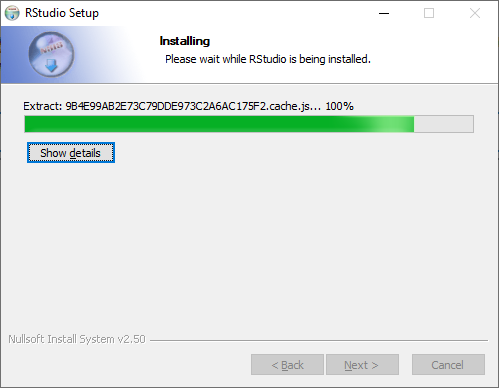 RStudio Setup
Installing
Please wait while RStudio is being installed.
Extract: 9B4E99AB2E73C79DDE973C2A6AC175F2.cache.js... 100%
Show details
Nullsoft Install System v2.50
< Back
Next >
Cancel